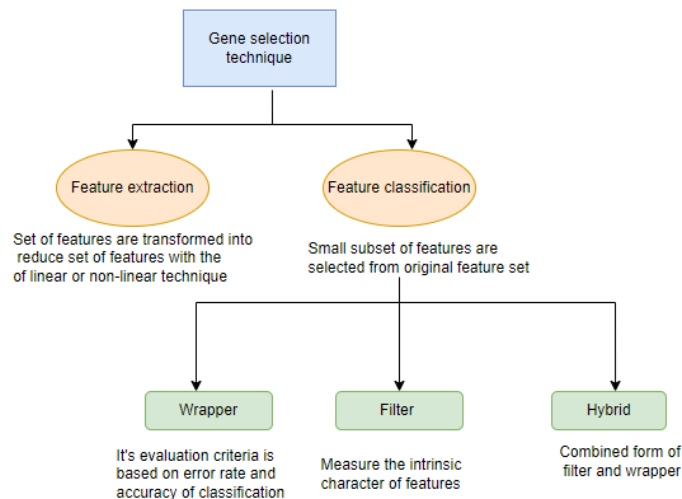 Gene selection
technique
Feature extraction
Feature classification
Set of features are transformed into
reduce set of features with the
of linear or non-linear technique
Small subset of features are
selected from original feature set
Wrapper
Filter
Hybrid
It's evaluation criteria is
based on error rate and
accuracy of classification
Measure the intrinsic
character of features
Combined form of
filter and wrapper